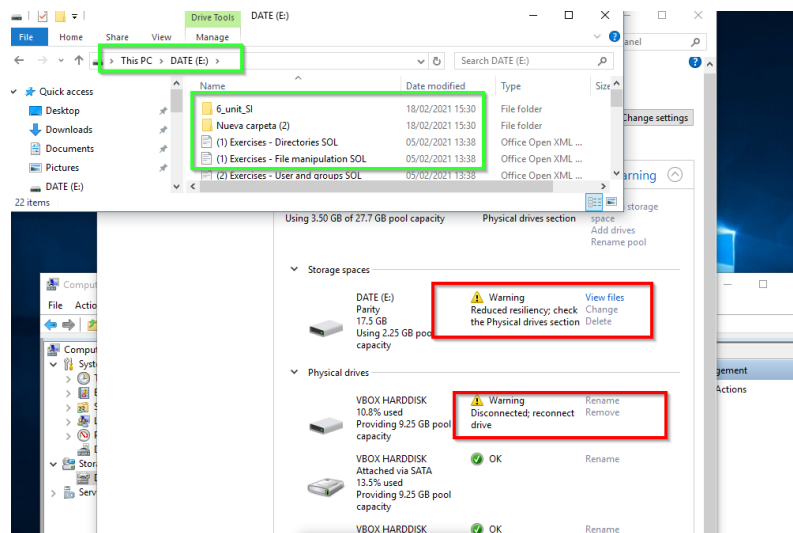 Drive Tools DATE (E:)
File Home Share View Manage
This PC > DATE (E:) > Search DATE (E:)
anel
Name Date modified Type Size
Quick access
Desktop
Downloads
Documents
Pictures
DATE (E:)
6_unit_SI 18/02/2021 15:30 File folder
Nueva carpeta (2) 18/02/2021 15:30 File folder
(1) Exercises - Directories SOL 05/02/2021 13:38 Office Open XML ...
(1) Exercises - File manipulation SOL 05/02/2021 13:38 Office Open XML ...
(2) Exercises - User and groups SOL 05/02/2021 13:38 Office Open XML ...
22 items
Change settings
arning
storage
Using 3.50 GB of 27.7 GB pool capacity Physical drives section space
Add drives
Rename pool
Storage spaces
DATE (E:) Warning View files
Parity Reduced resiliency; check Change
17.5 GB the Physical drives section Delete
Using 2.25 GB poo
capacity
Physical drives
VBOX HARDDISK Warning Rename
10.8% used Disconnected; reconnect Remove
Providing 9.25 GB pool drive
capacity
VBOX HARDDISK OK Rename
Attached via SATA
13.5% used
Providing 9.25 GB pool
capacity
VBOX HARDDISK OK Rename
Comput
File Actio
Comput
Syst
Stora
Serv
gement
Actions